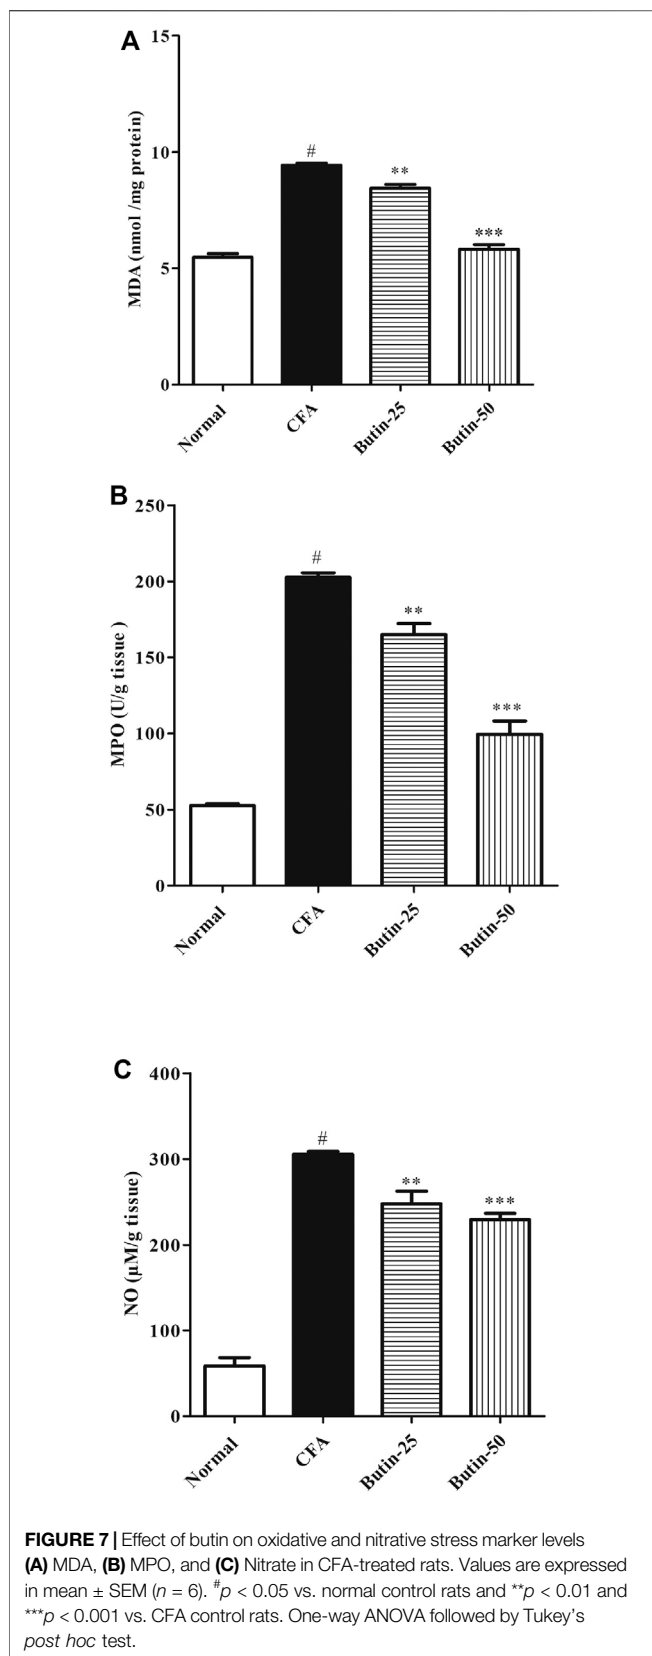 A
MDA (nmol /mg protein)
15
10
5
0
#
**
***
Normal
CFA
Butin-25
Butin-50
B
MPO (U/g tissue )
250
200
150
100
50
0
#
**
***
Normal
CFA
Butin-25
Butin-50
C
NO (µM/g tissue)
400
300
200
100
0
#
**
***
Normal
CFA
Butin-25
Butin-50
FIGURE 7 | Effect of butin on oxidative and nitrative stress marker levels
(A) MDA, (B) MPO, and (C) Nitrate in CFA-treated rats. Values are expressed
in mean ± SEM (n = 6). #p < 0.05 vs. normal control rats and **p < 0.01 and
***p < 0.001 vs. CFA control rats. One-way ANOVA followed by Tukey's
post hoc test.